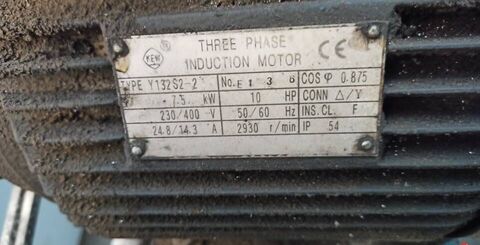 KEW ® THREE PHASE CE
INDUCTION MOTOR
TYPE Y132S2-2 No. E 1 3 6 COS φ 0.875
7.5 kW 10 HP CONN △/Y
230/400 V 50/60 Hz INS.CL. F
24.8/14.3 A 2930 r/min IP 54